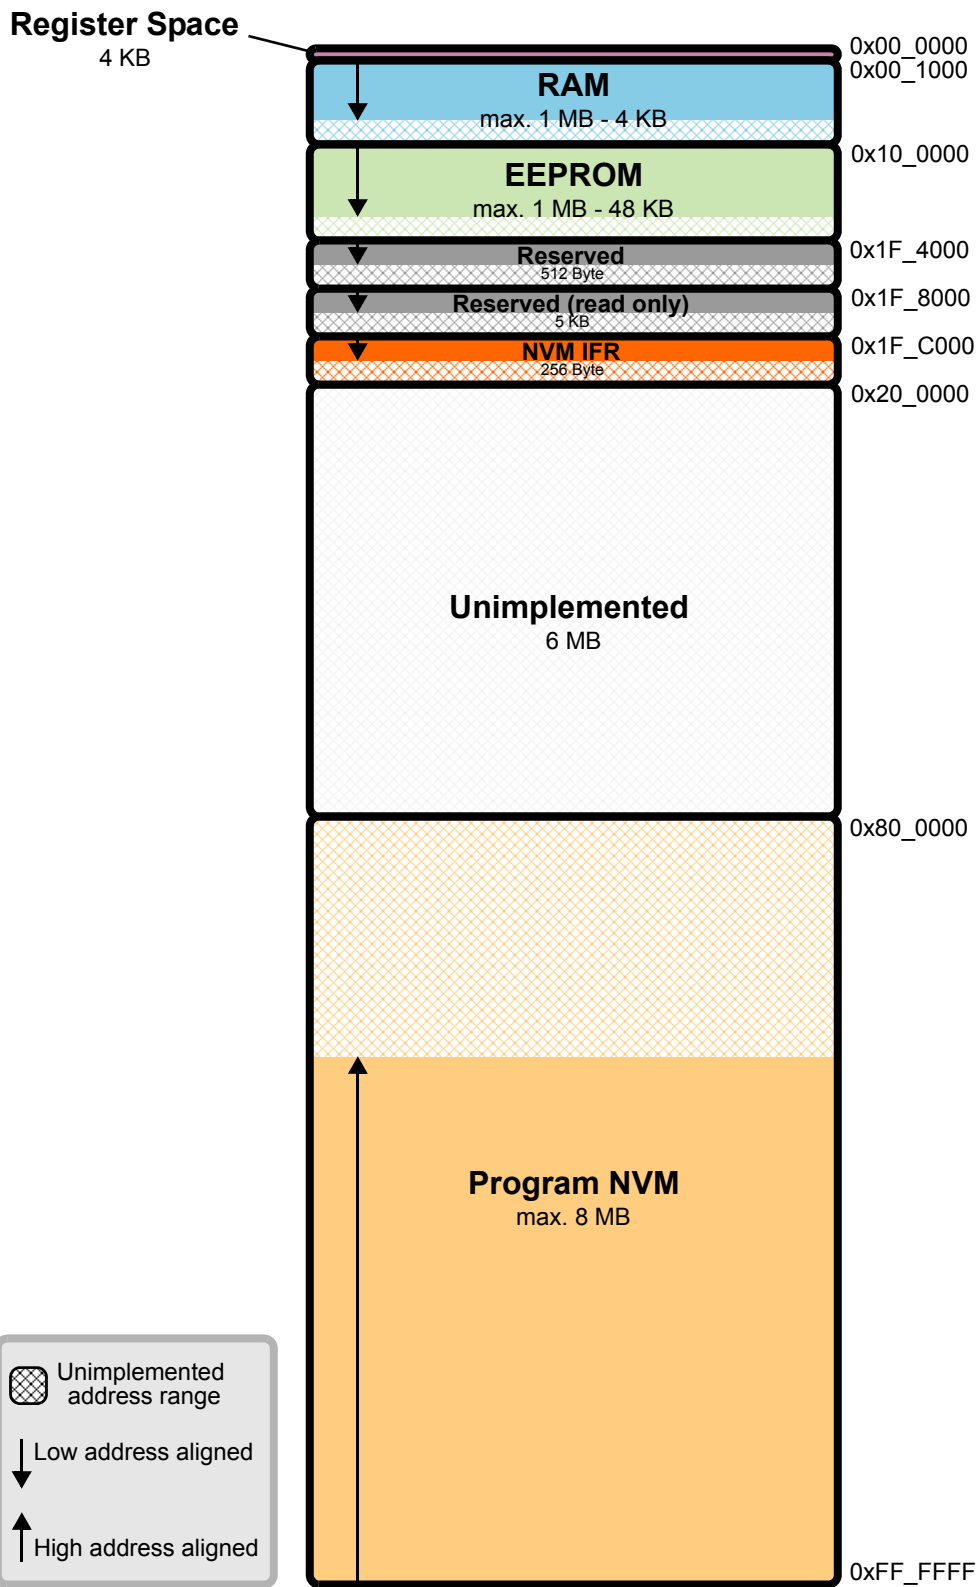 Register Space
4 KB
0x00_0000
0x00_1000
RAM
max. 1 MB - 4 KB
0x10_0000
EEPROM
max. 1 MB - 48 KB
0x1F_4000
Reserved
512 Byte
0x1F_8000
Reserved (read only)
5 KB
0x1F_C000
NVM IFR
256 Byte
0x20_0000
Unimplemented
6 MB
0x80_0000
Program NVM
max. 8 MB
Unimplemented
address range
Low address aligned
High address aligned
0xFF_FFFF